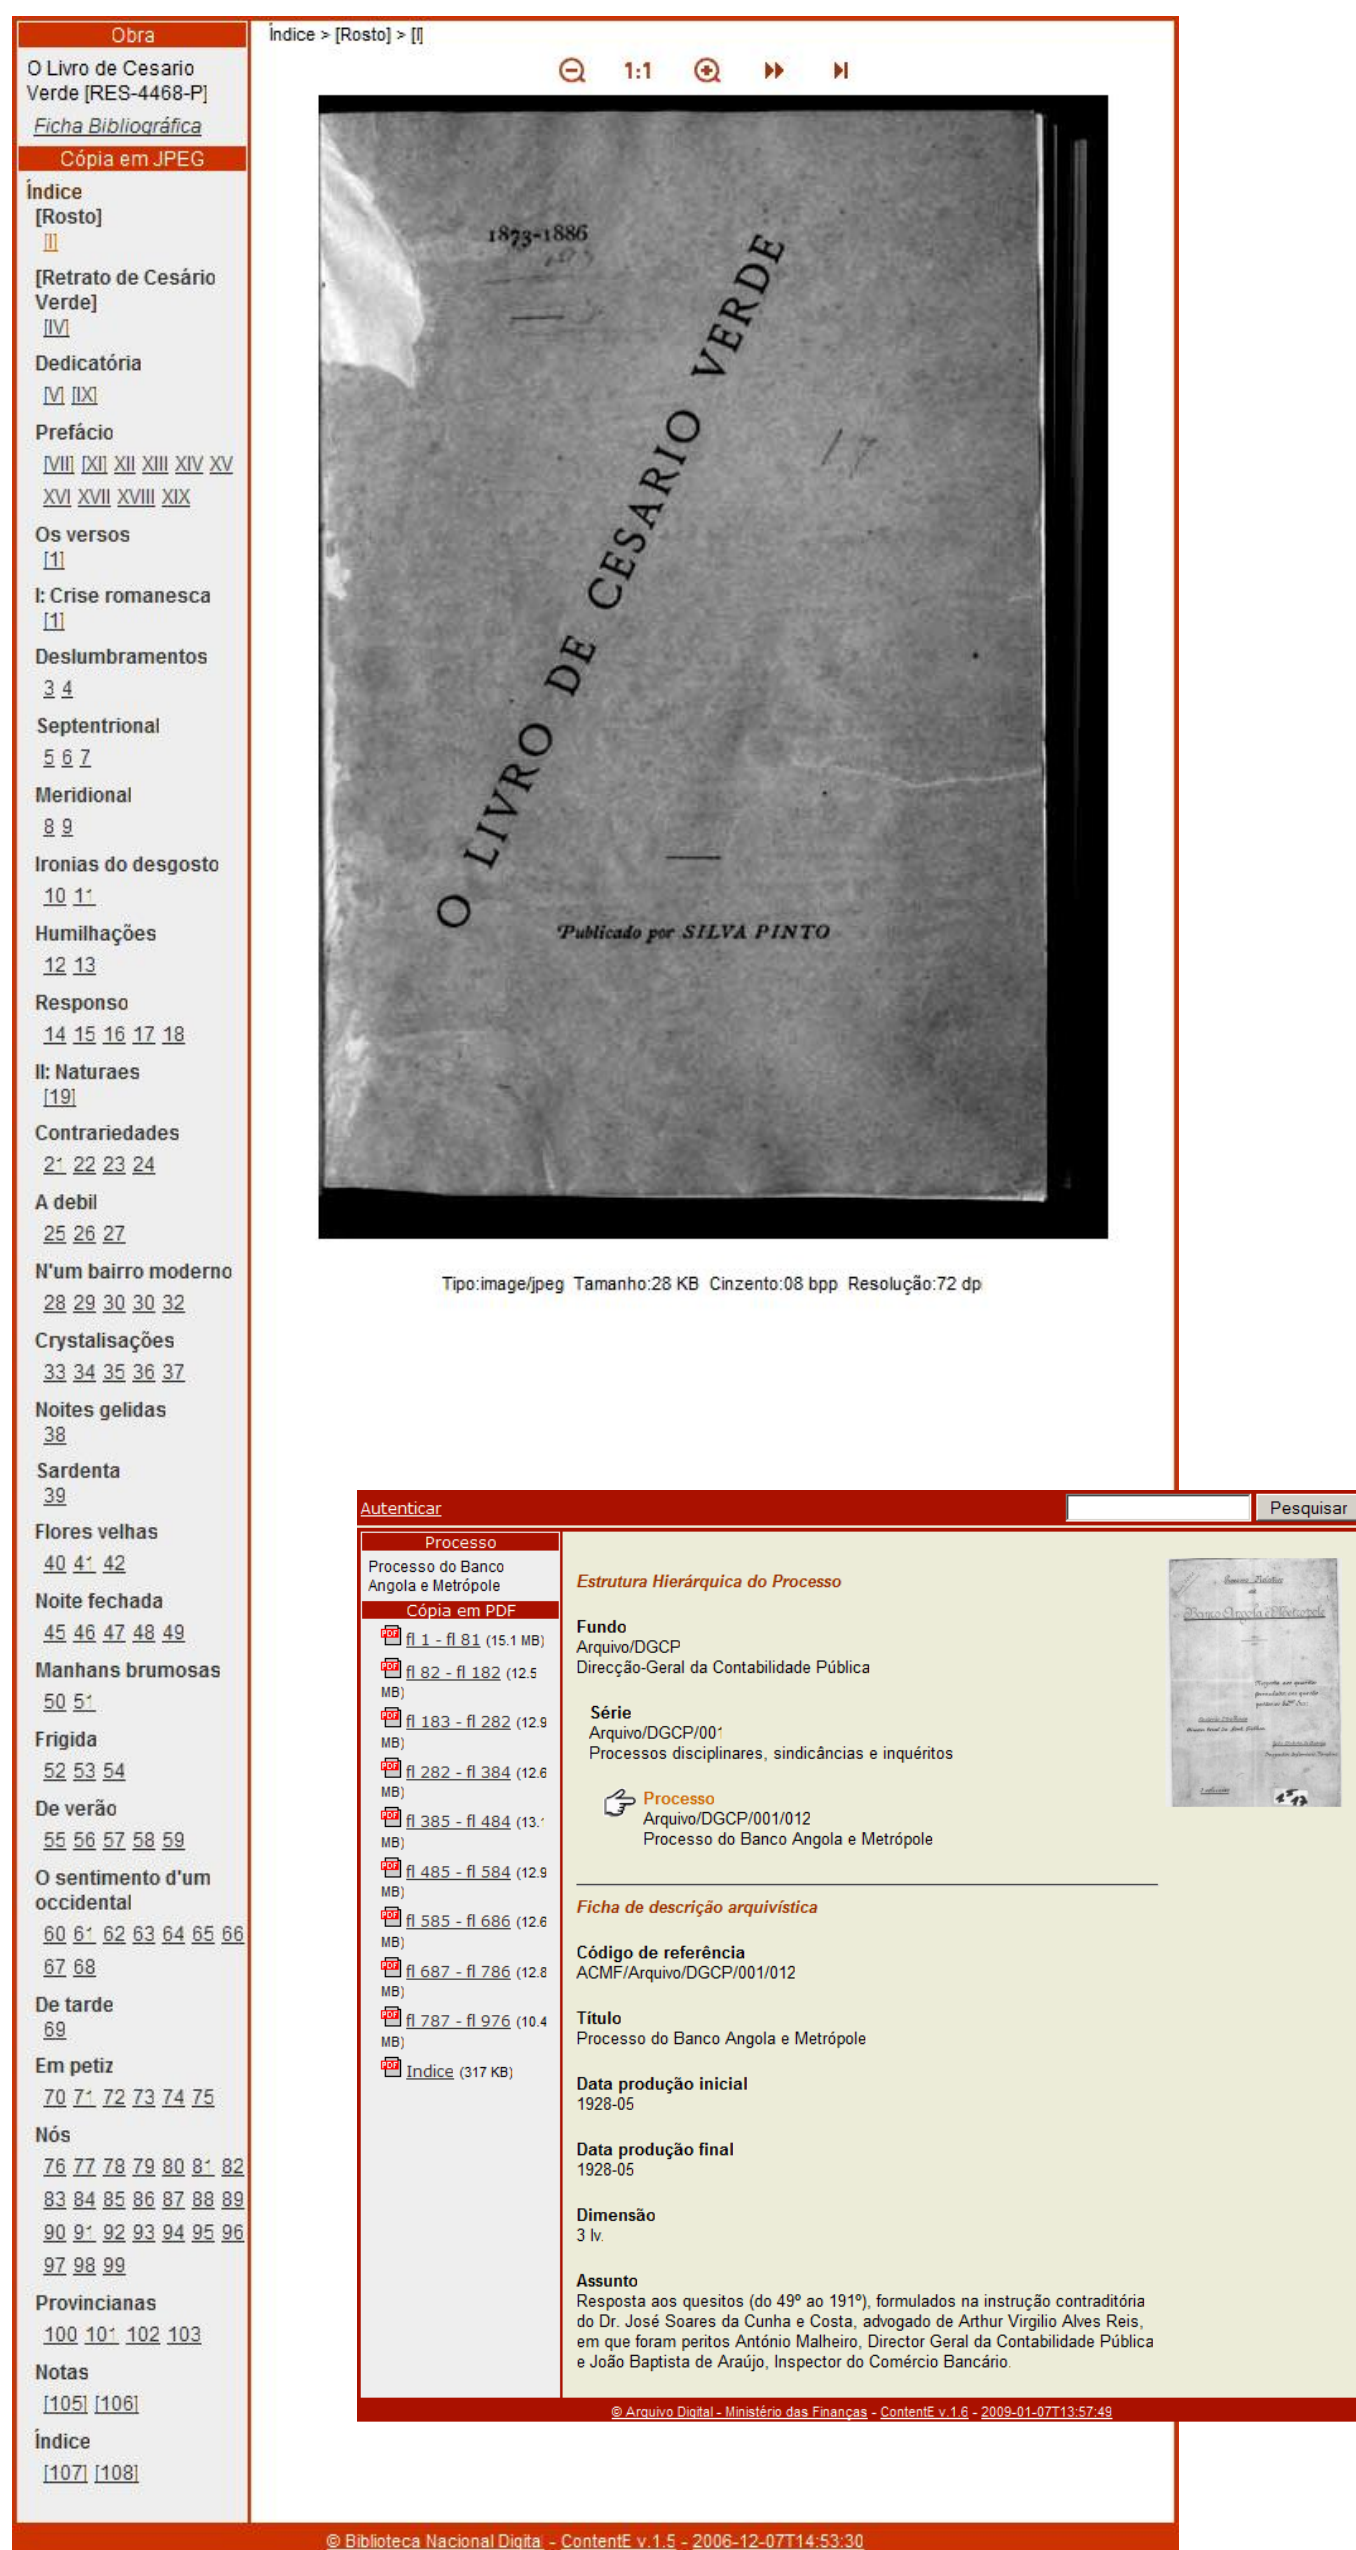 Obra
O Livro de Cesario
Verde [RES-4468-P]
Ficha Bibliográfica
Cópia em JPEG
Índice
[Rosto]
[I]
[Retrato de Cesário
Verde]
[IV]
Dedicatória
[V] [IX]
Prefácio
[VII] [XI] XII XIII XIV XV
XVI XVII XVIII XIX
Os versos
[1]
I: Crise romanesca
[1]
Deslumbramentos
3 4
Septentrional
5 6 7
Meridional
8 9
Ironias do desgosto
10 11
Humilhações
12 13
Responso
14 15 16 17 18
II: Naturaes
[19]
Contrariedades
21 22 23 24
A debil
25 26 27
N'um bairro moderno
28 29 30 30 32
Crystalisações
33 34 35 36 37
Noites gelidas
38
Sardenta
39
Flores velhas
40 41 42
Noite fechada
45 46 47 48 49
Manhans brumosas
50 51
Frigida
52 53 54
De verão
55 56 57 58 59
O sentimento d'um
occidental
60 61 62 63 64 65 66
67 68
De tarde
69
Em petiz
70 71 72 73 74 75
Nós
76 77 78 79 80 81 82
83 84 85 86 87 88 89
90 91 92 93 94 95 96
97 98 99
Provincianas
100 101 102 103
Notas
[105] [106]
Índice
[107] [108]
Índice > [Rosto] > [I]
1:1
1873-1886
17
O LIVRO DE CESARIO VERDE
Publicado por SILVA PINTO
Tipo:image/jpeg Tamanho:28 KB Cinzento:08 bpp Resolução:72 dp
Autenticar
Pesquisar
Processo
Processo do Banco
Angola e Metrópole
Cópia em PDF
fl 1 - fl 81 (15.1 MB)
fl 82 - fl 182 (12.5
MB)
fl 183 - fl 282 (12.9
MB)
fl 282 - fl 384 (12.6
MB)
fl 385 - fl 484 (13.1
MB)
fl 485 - fl 584 (12.9
MB)
fl 585 - fl 686 (12.6
MB)
fl 687 - fl 786 (12.8
MB)
fl 787 - fl 976 (10.4
MB)
Indice (317 KB)
Estrutura Hierárquica do Processo
Fundo
Arquivo/DGCP
Direcção-Geral da Contabilidade Pública
Série
Arquivo/DGCP/001
Processos disciplinares, sindicâncias e inquéritos
Processo
Arquivo/DGCP/001/012
Processo do Banco Angola e Metrópole
Banco Angola e Metropole
Ficha de descrição arquivística
Código de referência
ACMF/Arquivo/DGCP/001/012
Título
Processo do Banco Angola e Metrópole
Data produção inicial
1928-05
Data produção final
1928-05
Dimensão
3 lv.
Assunto
Resposta aos quesitos (do 49º ao 191º), formulados na instrução contraditória
do Dr. José Soares da Cunha e Costa, advogado de Arthur Virgilio Alves Reis,
em que foram peritos António Malheiro, Director Geral da Contabilidade Pública
e João Baptista de Araújo, Inspector do Comércio Bancário.
© Arquivo Digital - Ministério das Finanças - ContentE v.1.6 - 2009-01-07T13:57:49
© Biblioteca Nacional Digital - ContentE v.1.5 - 2006-12-07T14:53:30